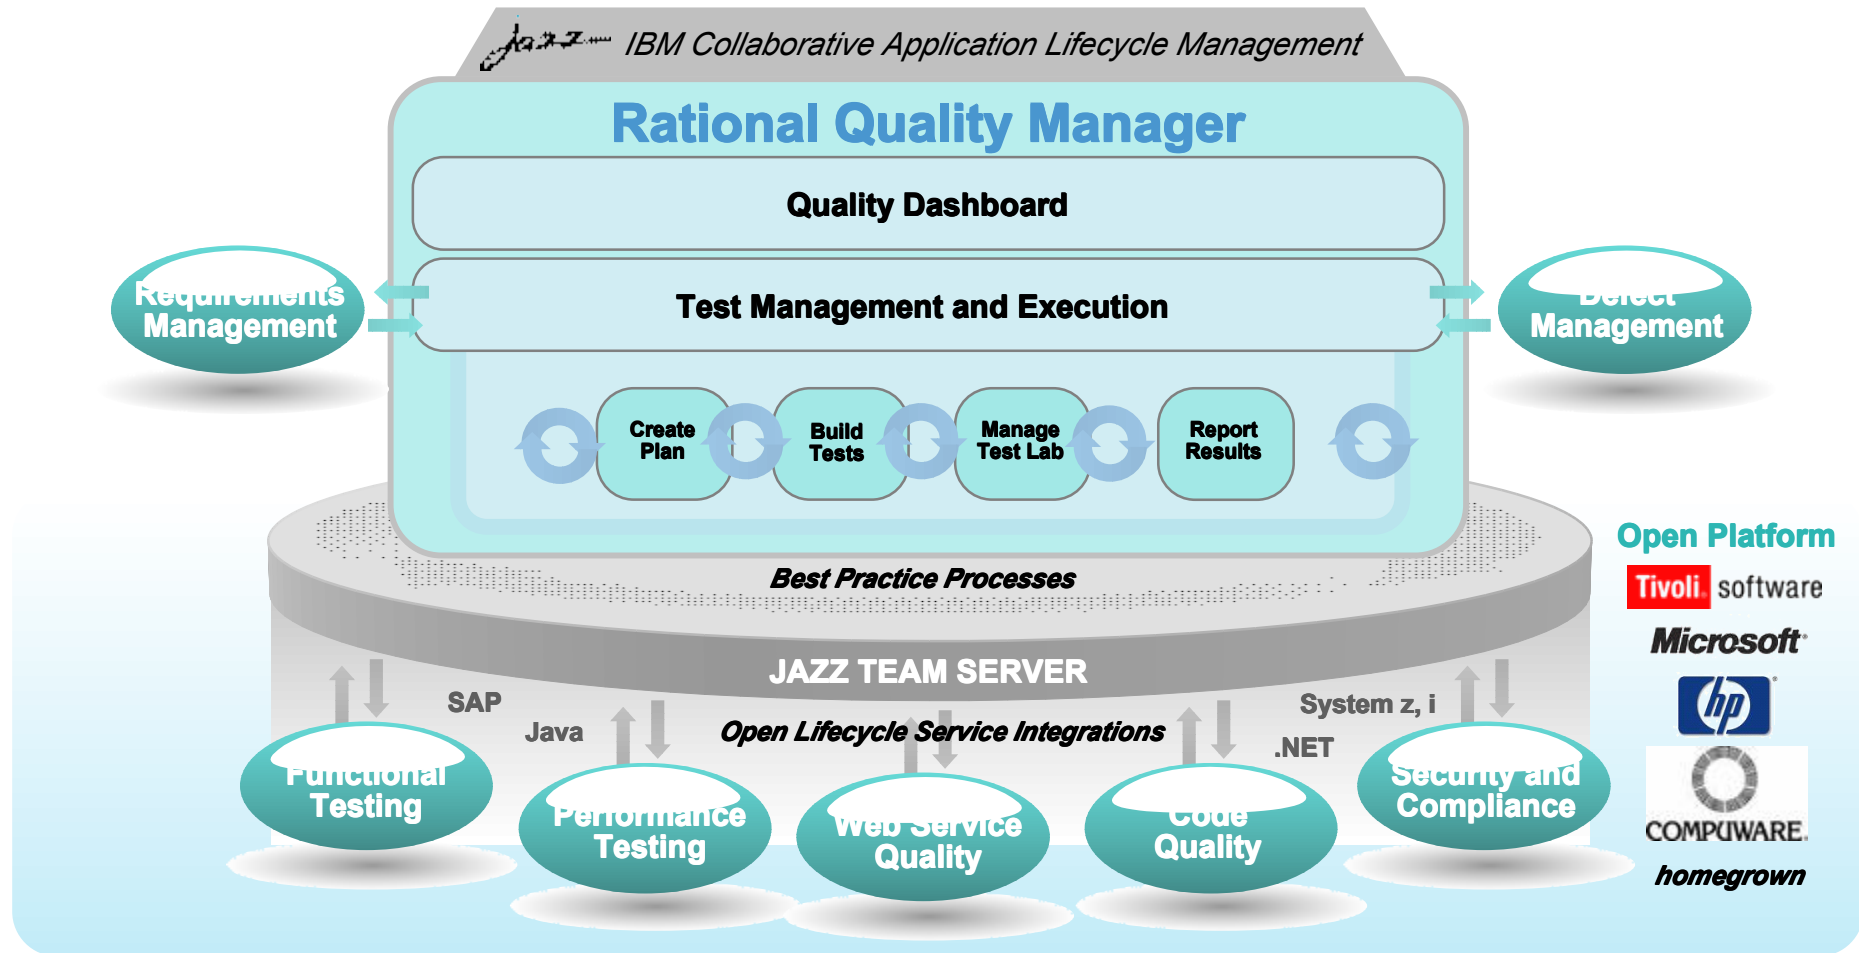 Jazz IBM Collaborative Application Lifecycle Management
Rational Quality Manager
Quality Dashboard
Test Management and Execution
Requirements
Management
Defect
Management
Create
Plan
Build
Tests
Manage
Test Lab
Report
Results
Best Practice Processes
JAZZ TEAM SERVER
Open Lifecycle Service Integrations
SAP
Java
System z, i
.NET
Functional
Testing
Performance
Testing
Web Service
Quality
Code
Quality
Security and
Compliance
Open Platform
Tivoli. software
Microsoft
hp
COMPUWARE.
homegrown